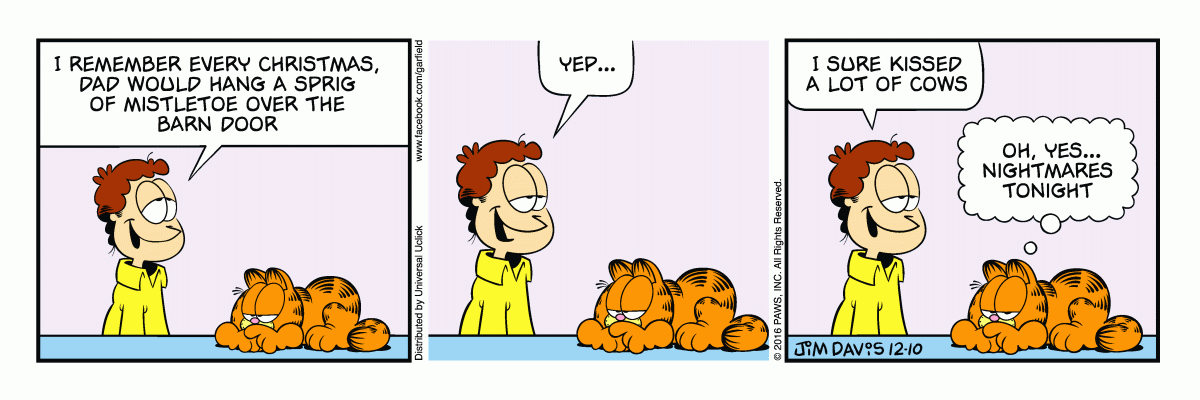 I REMEMBER EVERY CHRISTMAS,
DAD WOULD HANG A SPRIG
OF MISTLETOE OVER THE
BARN DOOR
Distributed by Universal Uclick
www.facebook.com/garfield
YEP...
© 2016 PAWS, INC. All Rights Reserved.
I SURE KISSED
A LOT OF COWS
OH, YES...
NIGHTMARES
TONIGHT
JIM DAVIS 12-10